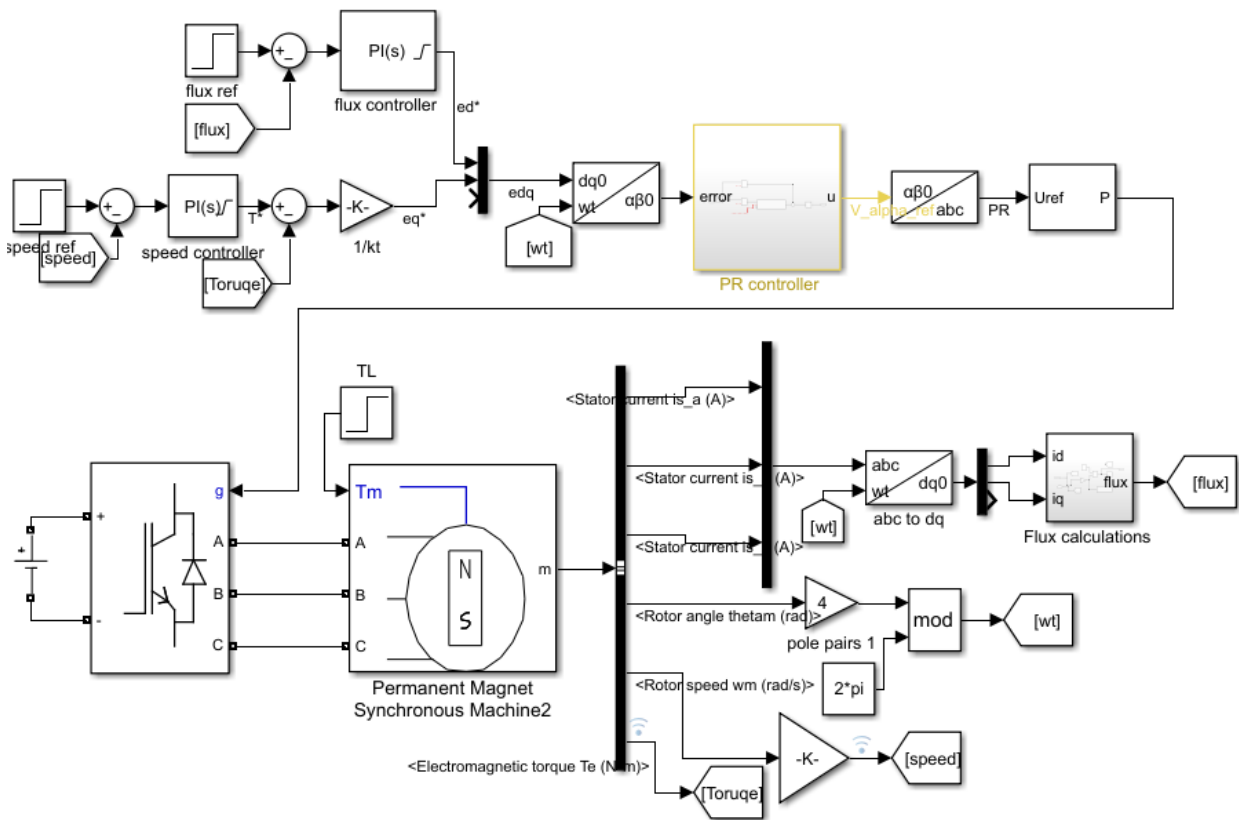 PI(s)
flux ref
flux controller
[flux]
ed*
PI(s)
T*
-K-
speed ref
[speed]
speed controller
1/kt
eq*
[Toruqe]
edq
dq0
wt
αβ0
[wt]
error
u
PR controller
V_alpha_ref
αβ0
abc
PR
Uref
P
TL
<Stator current is_a (A)>
g
+
A
B
C
-
+
Tm
A
B
C
N
S
m
Permanent Magnet
Synchronous Machine2
<Stator current is_ (A)>
<Stator current is_ (A)>
abc
wt
dq0
[wt]
abc to dq
id
iq
flux
Flux calculations
[flux]
<Rotor angle thetam (rad)>
4
pole pairs 1
mod
[wt]
2*pi
<Rotor speed wm (rad/s)>
-K-
[speed]
<Electromagnetic torque Te (N m)>
[Toruqe]